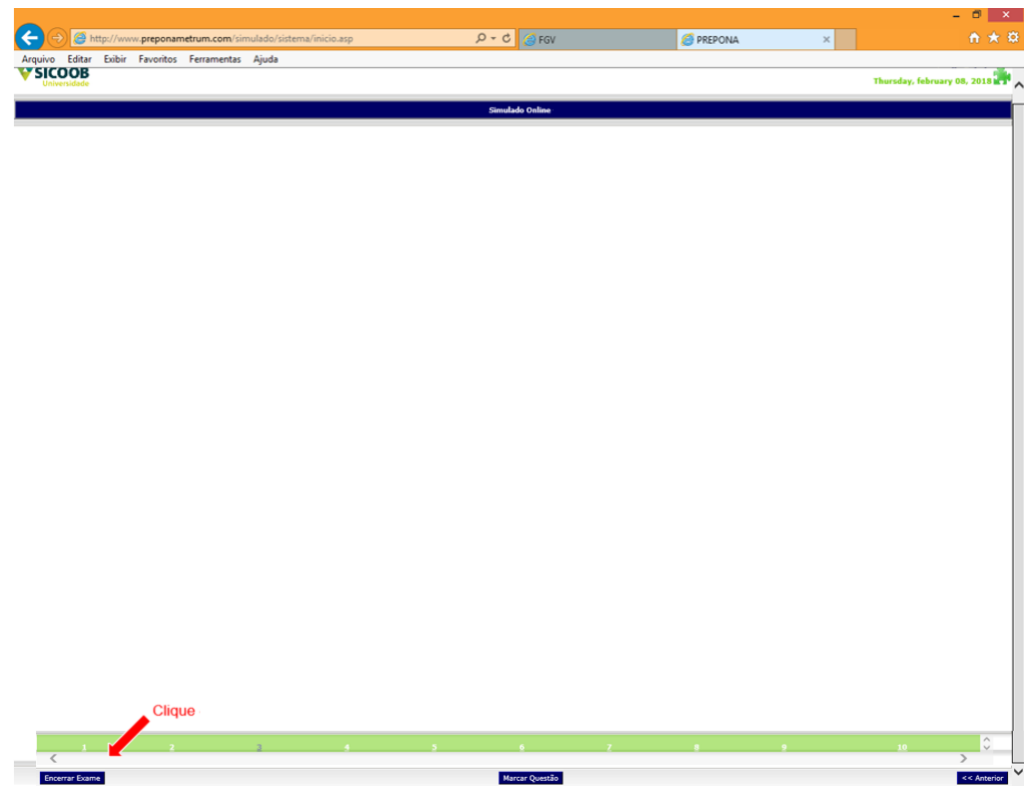 http://www.preponametrum.com/simulado/sistema/inicio.asp
FGV
PREPONA
Arquivo Editar Exibir Favoritos Ferramentas Ajuda
SICOOB
Universidade
Thursday, february 08, 2018
Simulado Online
Clique
1 2 3 4 5 6 7 8 9 10
Encerrar Exame
Marcar Questão
<< Anterior